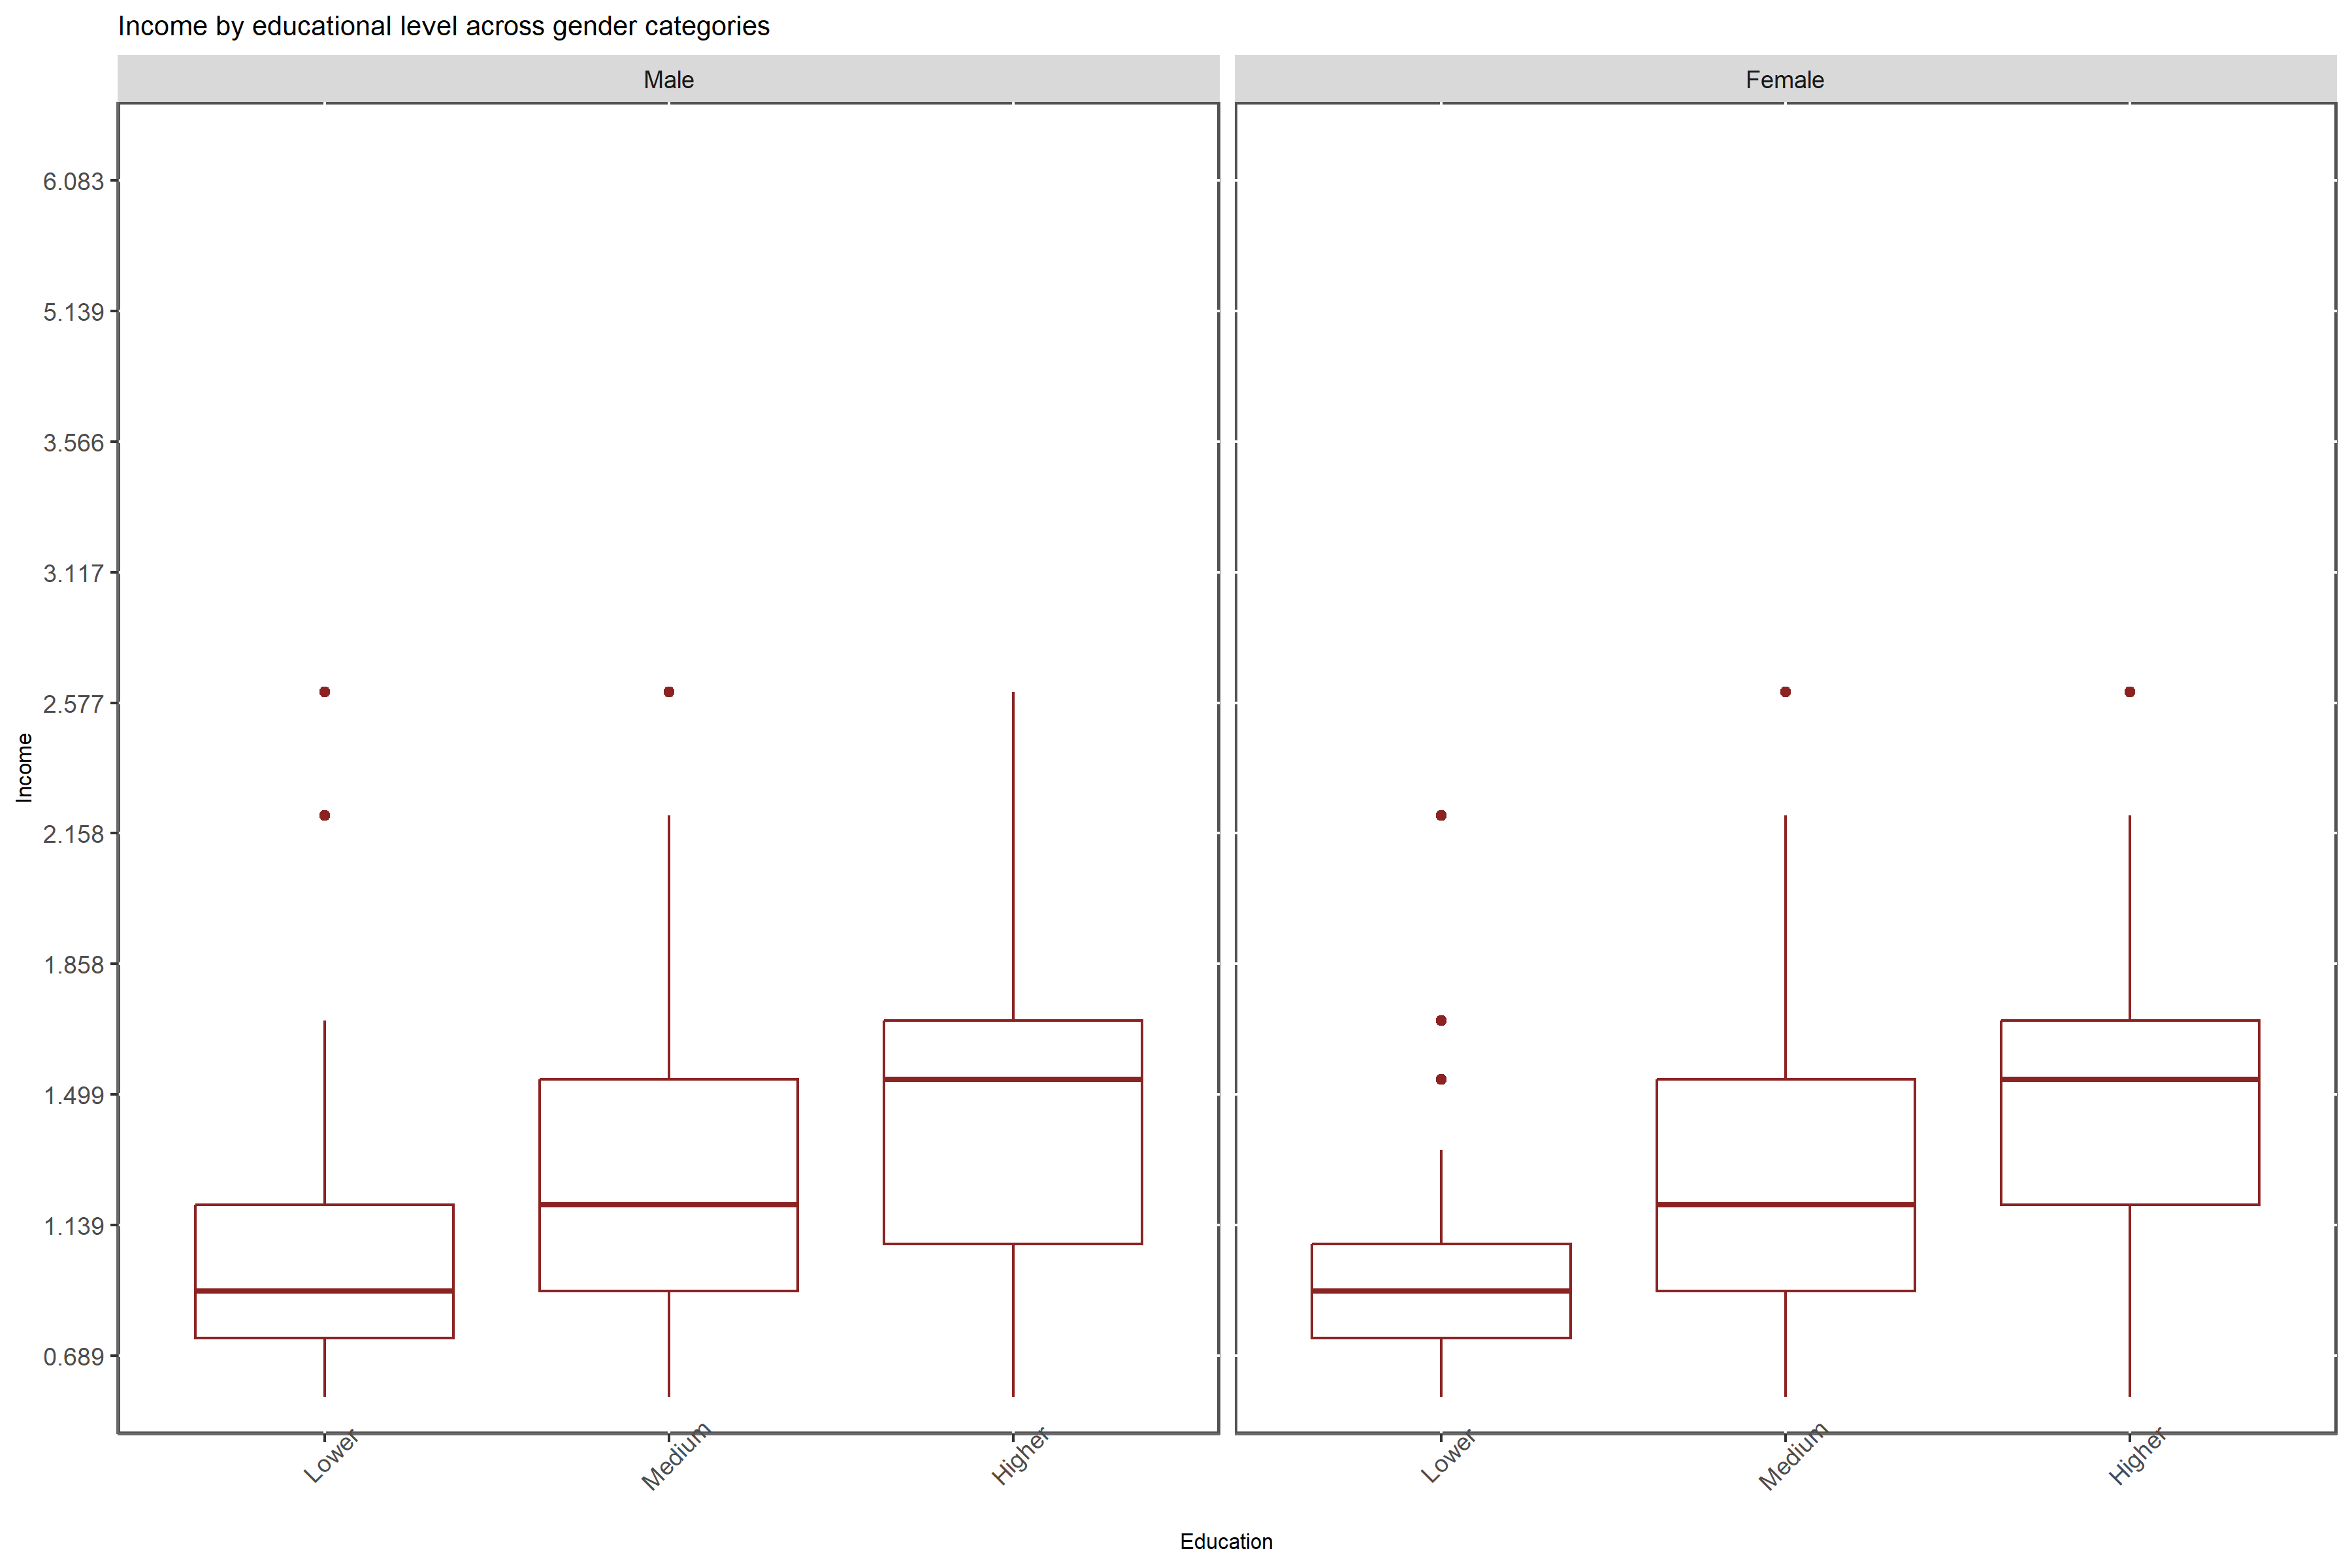 Income by educational level across gender categories
Male
Female
6.083
5.139
3.566
3.117
2.577
2.158
1.858
1.499
1.139
0.689
Income
Lower
Medium
Higher
Lower
Medium
Higher
Education